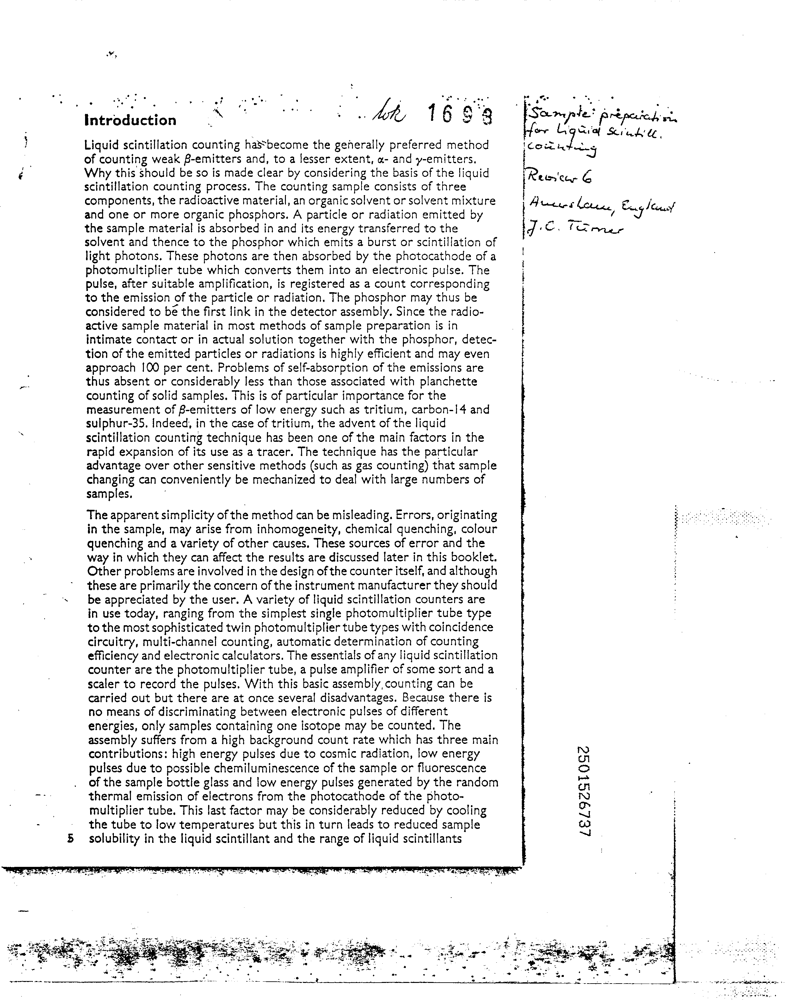 Introduction
1698
Sample preparation
for Liquid Scintill.
counting
Review 6
Amersham, England
J.C. Turner
Liquid scintillation counting has become the generally preferred method
of counting weak β-emitters and, to a lesser extent, α- and γ-emitters.
Why this should be so is made clear by considering the basis of the liquid
scintillation counting process. The counting sample consists of three
components, the radioactive material, an organic solvent or solvent mixture
and one or more organic phosphors. A particle or radiation emitted by
the sample material is absorbed in and its energy transferred to the
solvent and thence to the phosphor which emits a burst or scintillation of
light photons. These photons are then absorbed by the photocathode of a
photomultiplier tube which converts them into an electronic pulse. The
pulse, after suitable amplification, is registered as a count corresponding
to the emission of the particle or radiation. The phosphor may thus be
considered to be the first link in the detector assembly. Since the radio-
active sample material in most methods of sample preparation is in
intimate contact or in actual solution together with the phosphor, detec-
tion of the emitted particles or radiations is highly efficient and may even
approach 100 per cent. Problems of self-absorption of the emissions are
thus absent or considerably less than those associated with planchette
counting of solid samples. This is of particular importance for the
measurement of β-emitters of low energy such as tritium, carbon-14 and
sulphur-35. Indeed, in the case of tritium, the advent of the liquid
scintillation counting technique has been one of the main factors in the
rapid expansion of its use as a tracer. The technique has the particular
advantage over other sensitive methods (such as gas counting) that sample
changing can conveniently be mechanized to deal with large numbers of
samples.
The apparent simplicity of the method can be misleading. Errors, originating
in the sample, may arise from inhomogeneity, chemical quenching, colour
quenching and a variety of other causes. These sources of error and the
way in which they can affect the results are discussed later in this booklet.
Other problems are involved in the design of the counter itself, and although
these are primarily the concern of the instrument manufacturer they should
be appreciated by the user. A variety of liquid scintillation counters are
in use today, ranging from the simplest single photomultiplier tube type
to the most sophisticated twin photomultiplier tube types with coincidence
circuitry, multi-channel counting, automatic determination of counting
efficiency and electronic calculators. The essentials of any liquid scintillation
counter are the photomultiplier tube, a pulse amplifier of some sort and a
scaler to record the pulses. With this basic assembly, counting can be
carried out but there are at once several disadvantages. Because there is
no means of discriminating between electronic pulses of different
energies, only samples containing one isotope may be counted. The
assembly suffers from a high background count rate which has three main
contributions: high energy pulses due to cosmic radiation, low energy
pulses due to possible chemiluminescence of the sample or fluorescence
of the sample bottle glass and low energy pulses generated by the random
thermal emission of electrons from the photocathode of the photo-
multiplier tube. This last factor may be considerably reduced by cooling
the tube to low temperatures but this in turn leads to reduced sample
5 solubility in the liquid scintillant and the range of liquid scintillants
2501526737